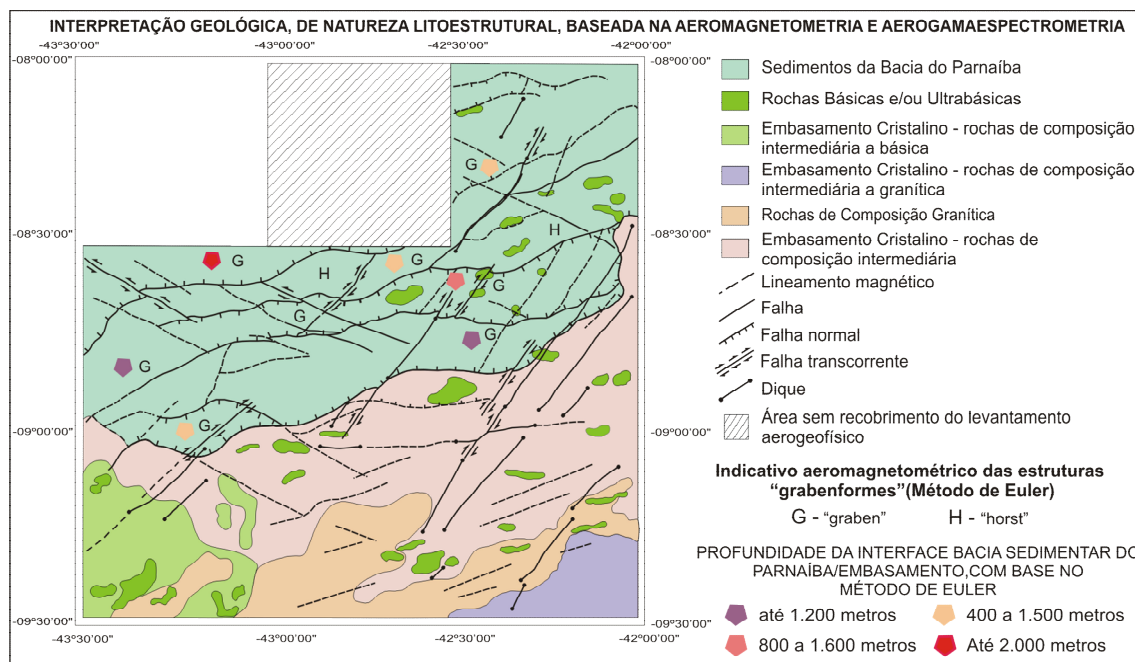 INTERPRETAÇÃO GEOLÓGICA, DE NATUREZA LITOESTRUTURAL, BASEADA NA AEROMAGNETOMETRIA E AEROGAMAESPECTROMETRIA
-43°30'00'' -43°00'00'' -42°30'00'' -42°00'00''
-08°00'00" -08°00'00"
Sedimentos da Bacia do Parnaíba
Rochas Básicas e/ou Ultrabásicas
Embasamento Cristalino - rochas de composição
intermediária a básica
G
Embasamento Cristalino - rochas de composição
intermediária a granítica
Rochas de Composição Granítica
-08°30'00" -08°30'00"
H
Embasamento Cristalino - rochas de
composição intermediária
G H G G
Lineamento magnético
G
Falha
G
Falha normal
G
Falha transcorrente
Dique
G
Área sem recobrimento do levantamento
aerogeofísico
-09°00'00" -09°00'00"
Indicativo aeromagnetométrico das estruturas
“grabenformes”(Método de Euler)
G - “graben” H - “horst”
PROFUNDIDADE DA INTERFACE BACIA SEDIMENTAR DO
PARNAÍBA/EMBASAMENTO,COM BASE NO
MÉTODO DE EULER
até 1.200 metros 400 a 1.500 metros
800 a 1.600 metros Até 2.000 metros
-09°30'00" -09°30'00"
-43°30'00'' -43°00'00'' -42°30'00'' -42°00'00''